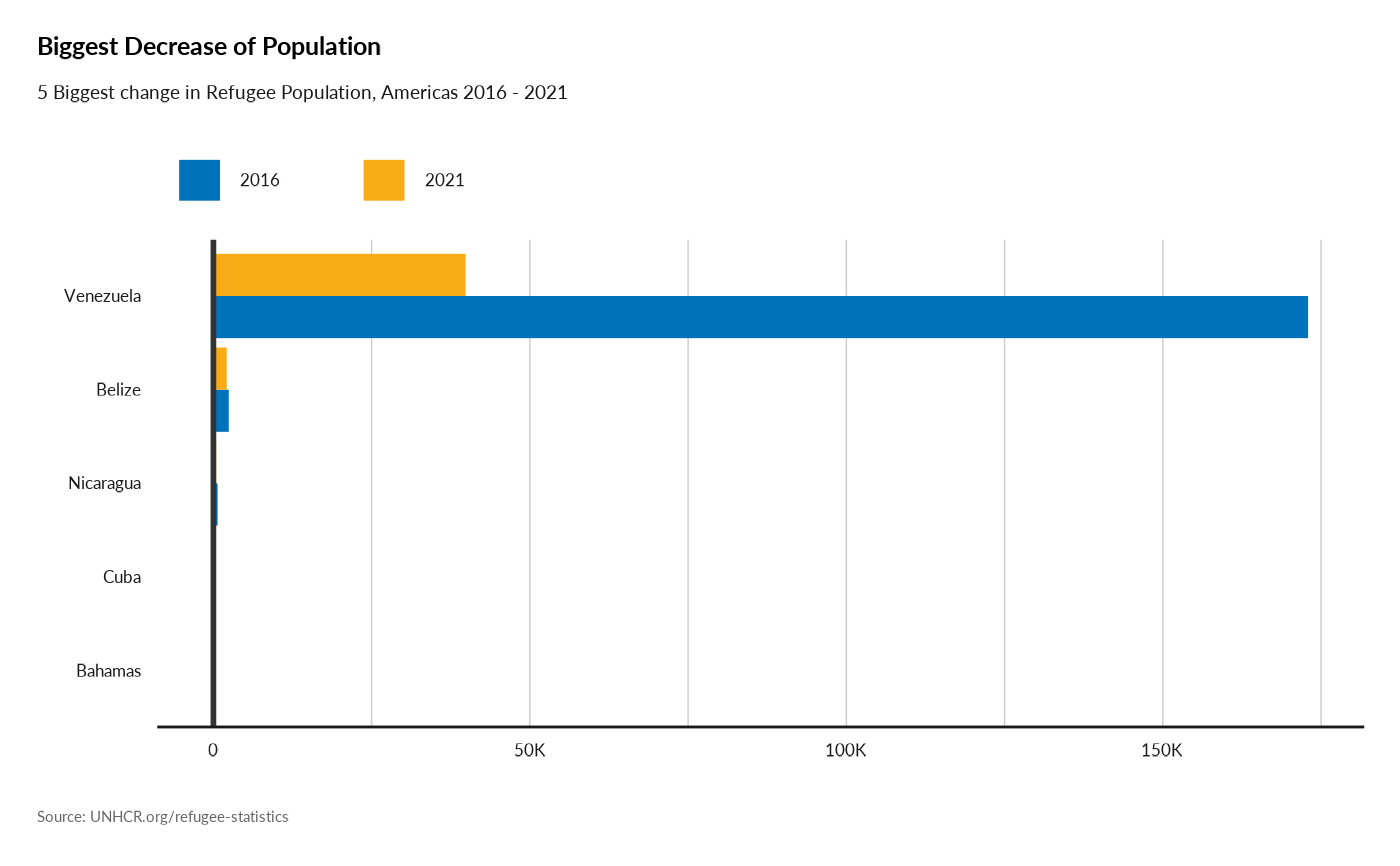 Biggest Decrease of Population
5 Biggest change in Refugee Population, Americas 2016 - 2021
2016 2021
Venezuela
Belize
Nicaragua
Cuba
Bahamas
0 50K 100K 150K
Source: UNHCR.org/refugee-statistics